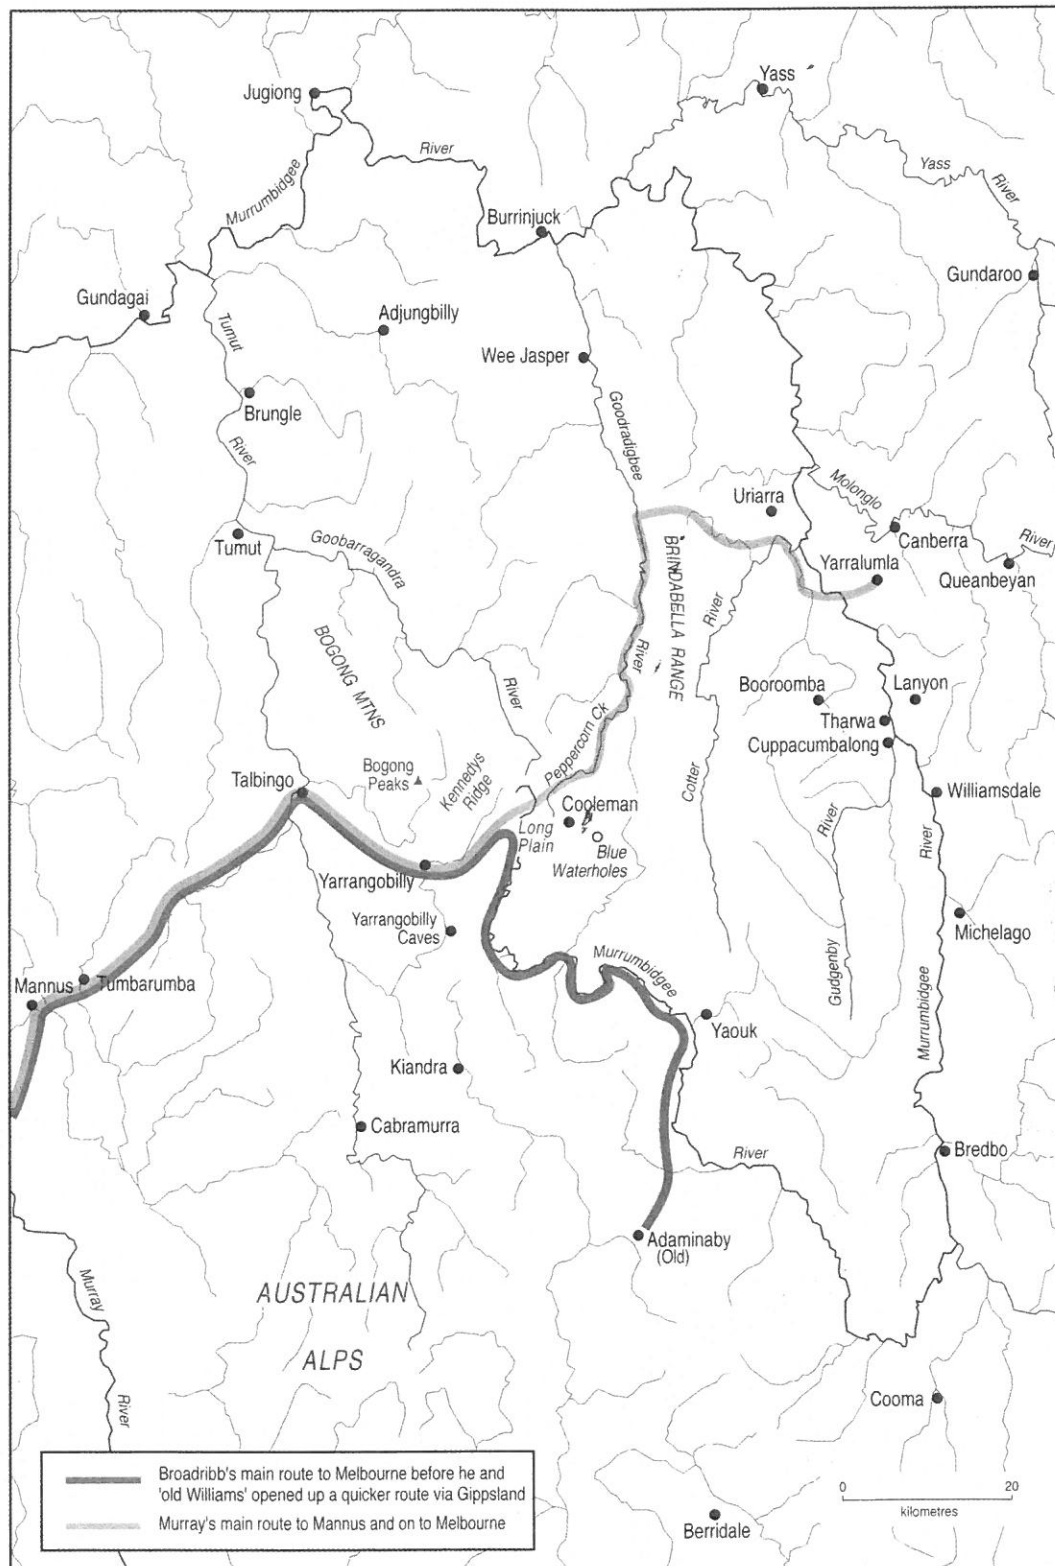 Jugiong
Yass
River
Murrumbidgee
Yass
River
Burrinjuck
Gundaroo
Gundagai
Adjungbilly
Tumut
Wee Jasper
Brungle
Goodradigbee
River
Uriarra
Molonglo
Tumut
Goobarragandra
Canberra
River
Yarralumla
Queanbeyan
BRINDABELLA RANGE
River
BOGONG MTNS
River
River
Booroomba
Lanyon
Tharwa
Cuppacumbalong
Peppercorn Ck
Talbingo
Bogong
Peaks
Kennedys
Ridge
Cotter
Williamsdale
Cooleman
River
River
Long
Plain
Blue
Waterholes
Yarrangobilly
Yarrangobilly
Caves
Michelago
Murrumbidgee
Mannus
Tumbarumba
Gudgenby
Murrumbidgee
Yaouk
Kiandra
Cabramurra
River
Bredbo
Adaminaby
(Old)
Murray
AUSTRALIAN
ALPS
River
Cooma
Broadribb's main route to Melbourne before he and
'old Williams' opened up a quicker route via Gippsland
Murray's main route to Mannus and on to Melbourne
0 20
kilometres
Berridale